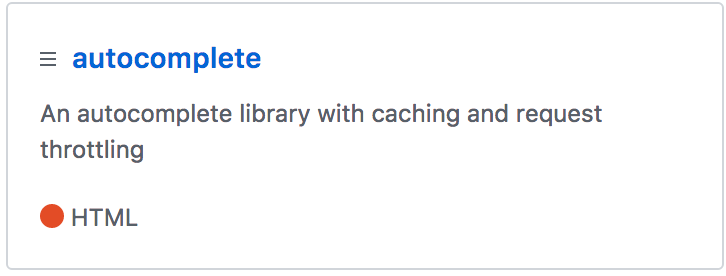 autocomplete
An autocomplete library with caching and request
throttling
HTML